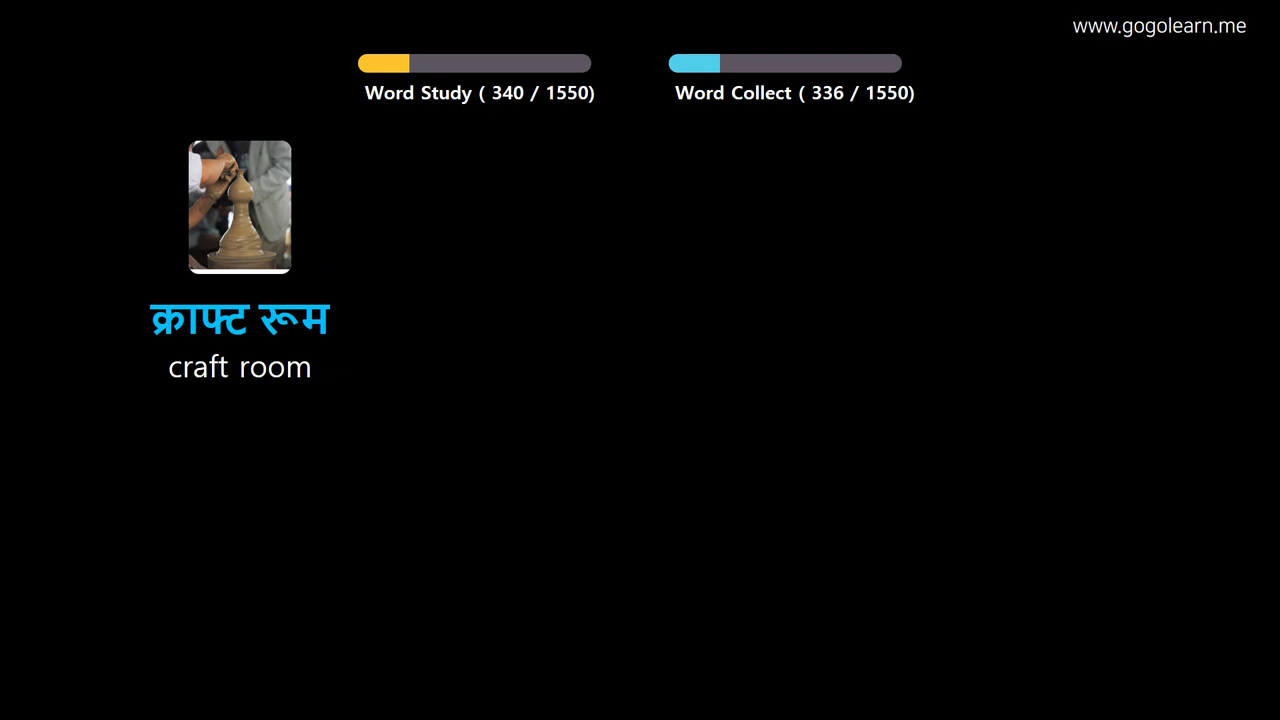 www.gogolearn.me
Word Study ( 340 / 1550)
Word Collect ( 336 / 1550)
क्राफ्ट रूम
craft room